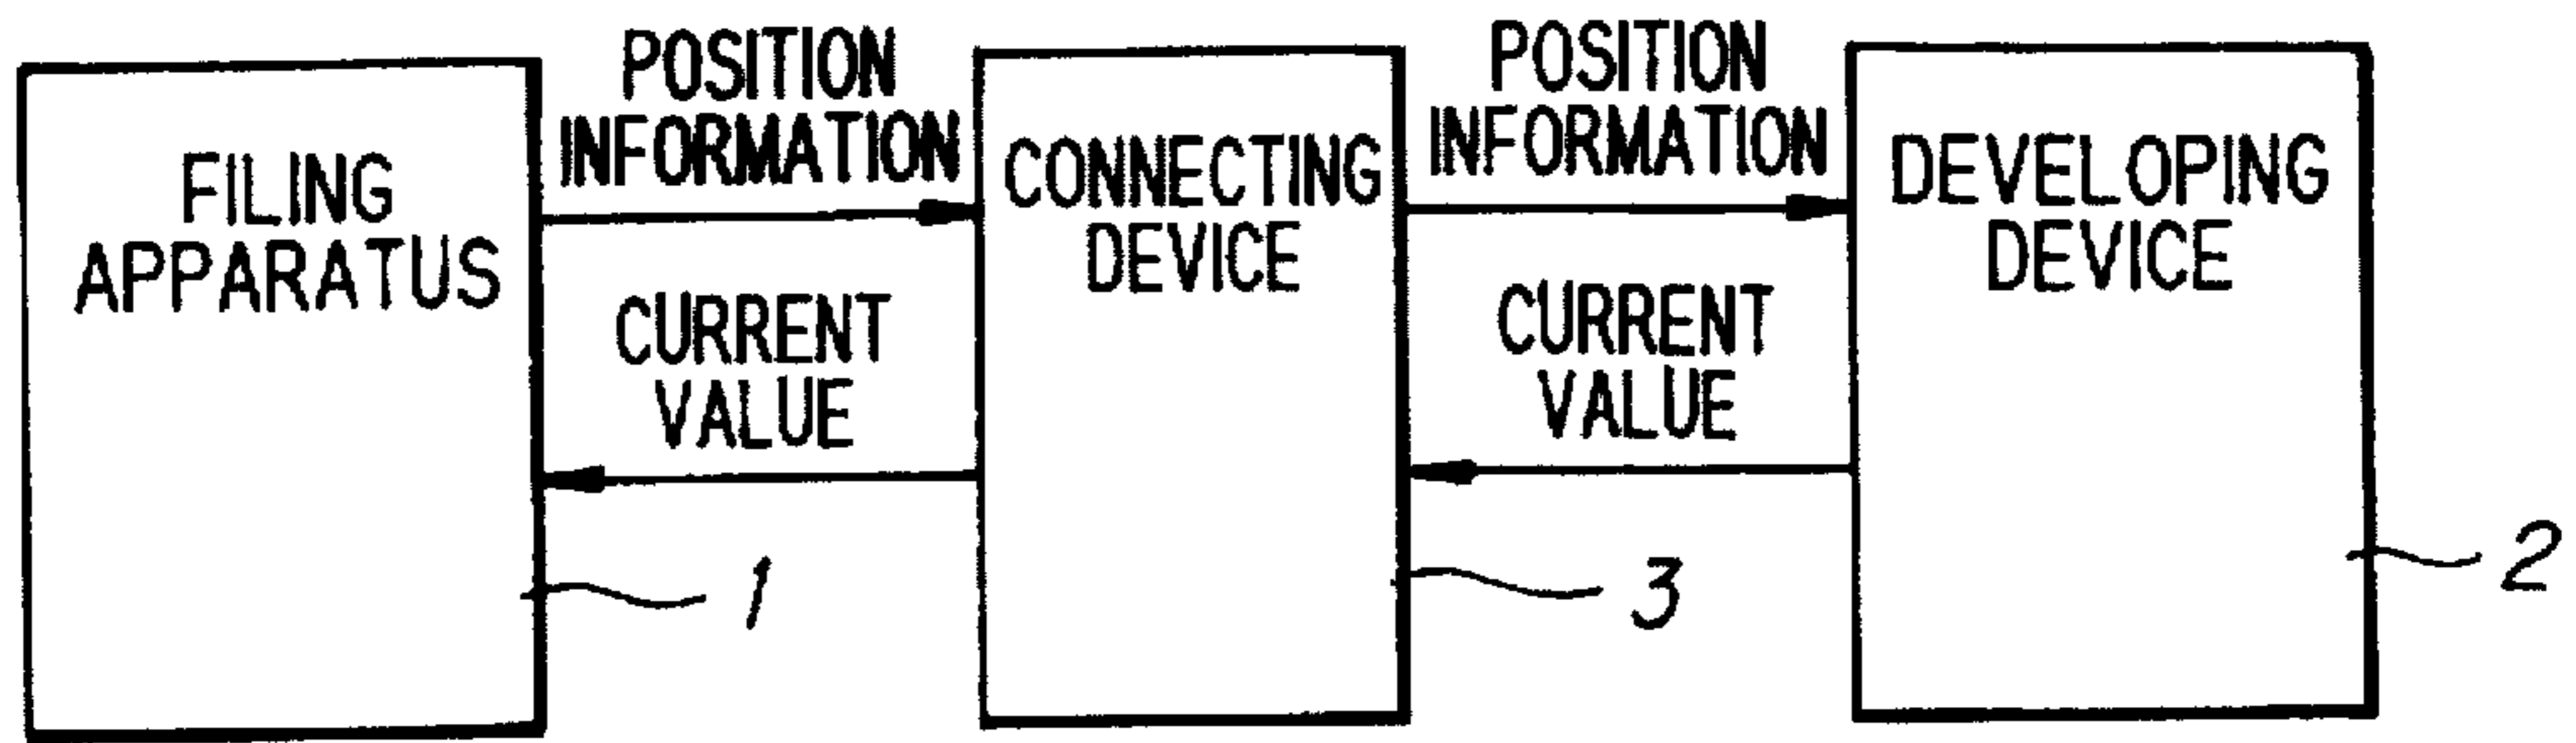 FILING
APPARATUS
POSITION
INFORMATION
CURRENT
VALUE
1
CONNECTING
DEVICE
3
POSITION
INFORMATION
CURRENT
VALUE
DEVELOPING
DEVICE
2